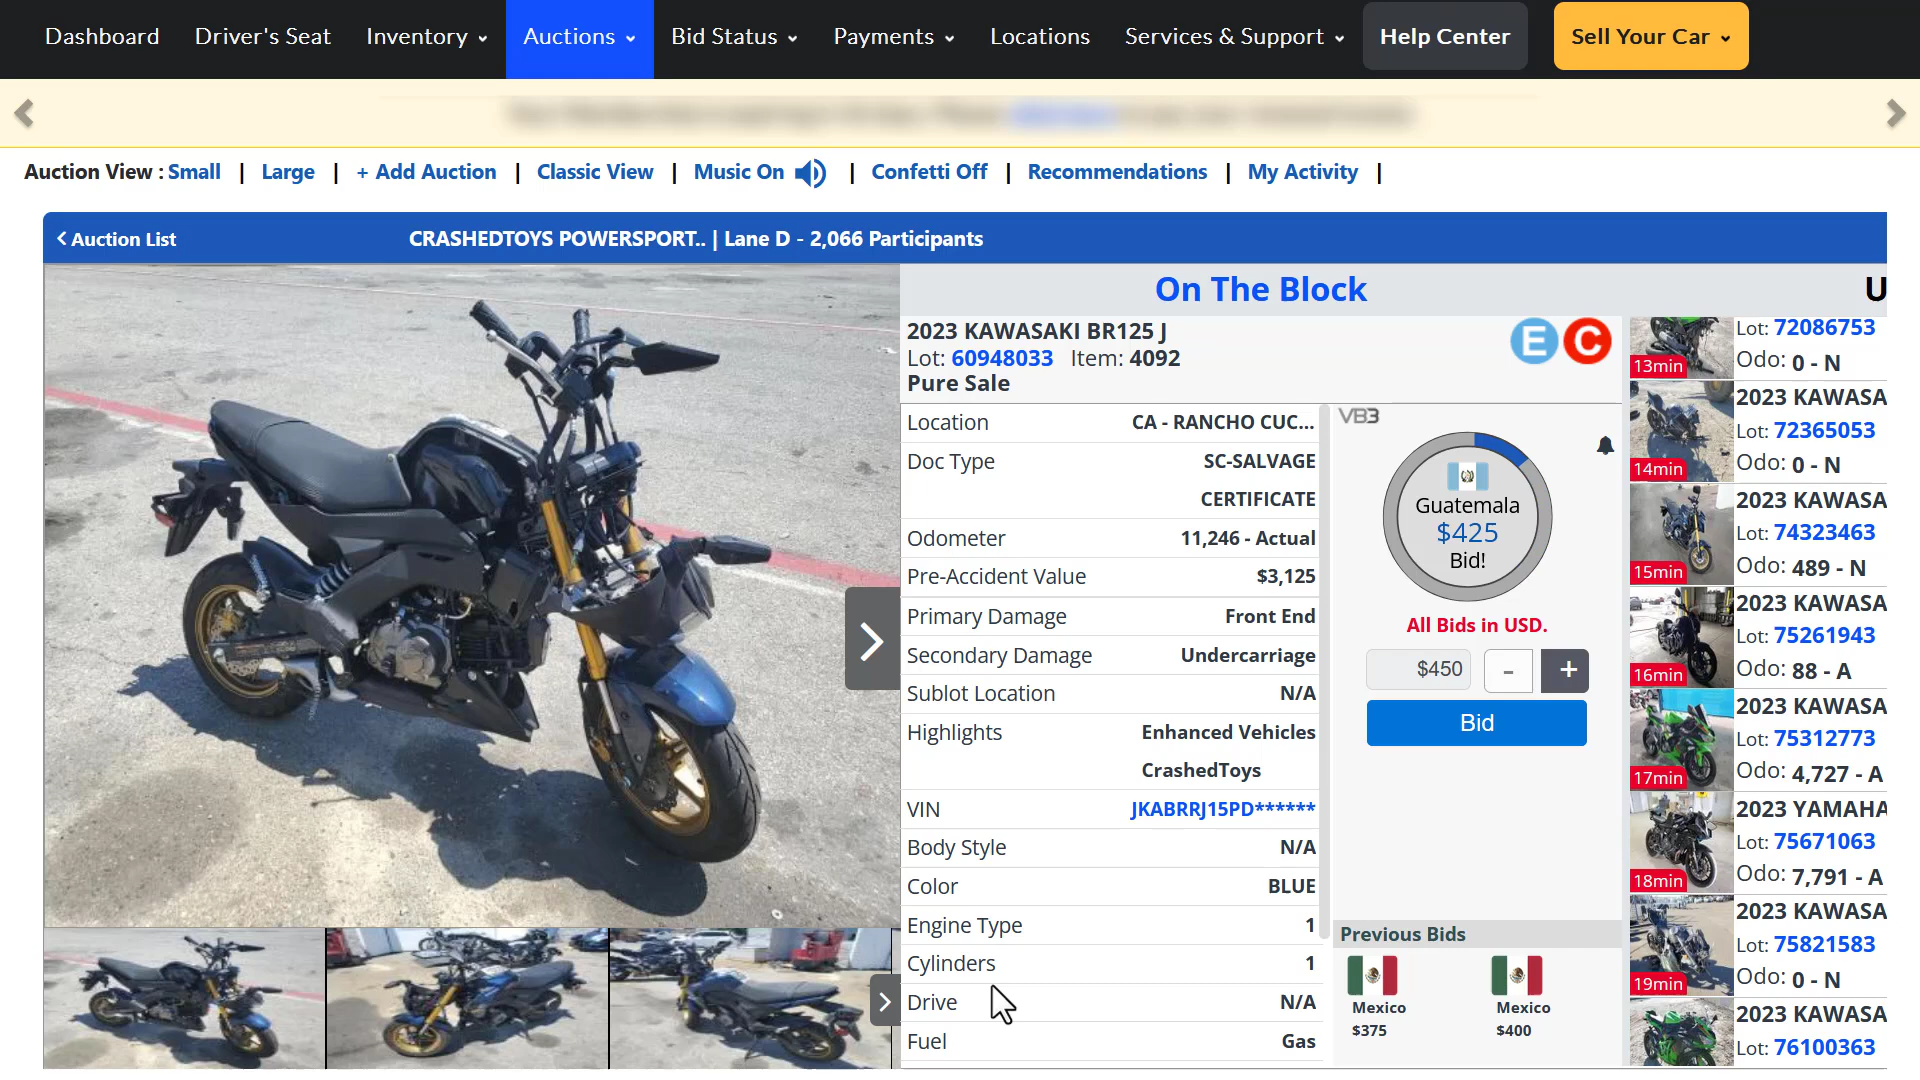 Dashboard Driver's Seat Inventory Auctions Bid Status Payments Locations Services & Support Help Center Sell Your Car
Auction View : Small | Large | + Add Auction | Classic View | Music On | Confetti Off | Recommendations | My Activity |
Auction List
CRASHEDTOYS POWERSPORT.. | Lane D - 2,066 Participants
On The Block
U
2023 KAWASAKI BR125 J
Lot: 60948033 Item: 4092
Pure Sale
E C
Location CA - RANCHO CUC...
Doc Type SC-SALVAGE
CERTIFICATE
Odometer 11,246 - Actual
Pre-Accident Value $3,125
Primary Damage Front End
Secondary Damage Undercarriage
Sublot Location N/A
Highlights Enhanced Vehicles
CrashedToys
VIN JKABRRJ15PD******
Body Style N/A
Color BLUE
Engine Type 1
Cylinders 1
Drive N/A
Fuel Gas
VB3
Guatemala
$425
Bid!
All Bids in USD.
$450 - +
Bid
Previous Bids
Mexico
$375
Mexico
$400
Lot: 72086753
13min
Odo: 0 - N
2023 KAWASA
Lot: 72365053
14min
Odo: 0 - N
2023 KAWASA
Lot: 74323463
15min
Odo: 489 - N
2023 KAWASA
Lot: 75261943
16min
Odo: 88 - A
2023 KAWASA
Lot: 75312773
17min
Odo: 4,727 - A
2023 YAMAHA
Lot: 75671063
18min
Odo: 7,791 - A
2023 KAWASA
Lot: 75821583
19min
Odo: 0 - N
2023 KAWASA
Lot: 76100363